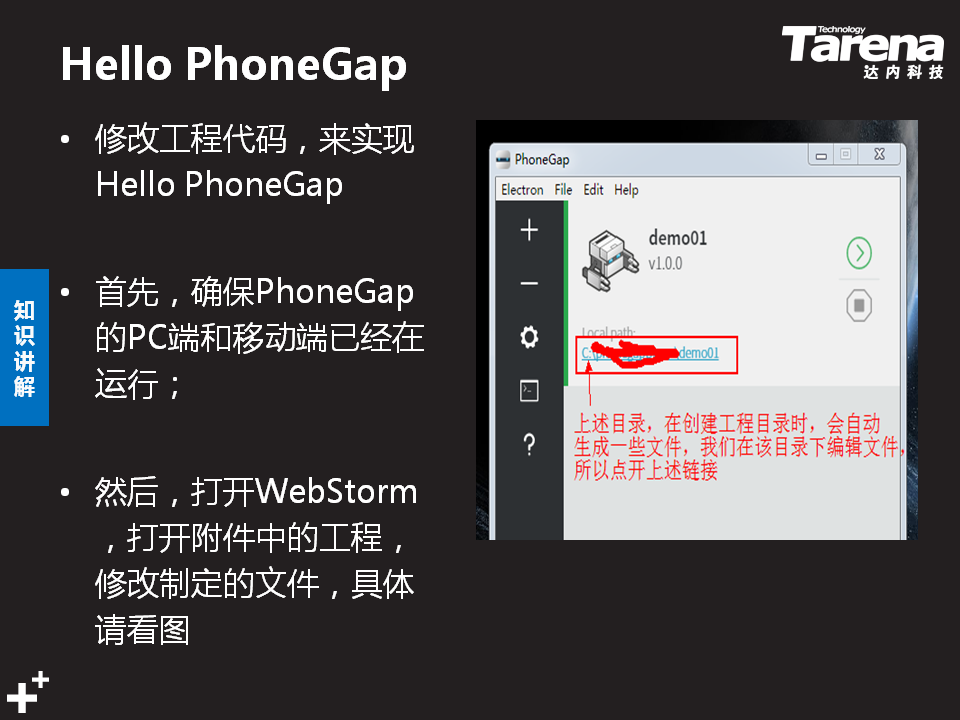 Hello PhoneGap
Technology
Tarena
达内科技
• 修改工程代码，来实现
Hello PhoneGap
• 首先，确保PhoneGap
的PC端和移动端已经在
运行；
• 然后，打开WebStorm
，打开附件中的工程，
修改制定的文件，具体
请看图
知
识
讲
解
PhoneGap
Electron File Edit Help
demo01
v1.0.0
Local path:
C:\ demo01
上述目录，在创建工程目录时，会自动
生成一些文件，我们在该目录下编辑文件，
所以点开上述链接